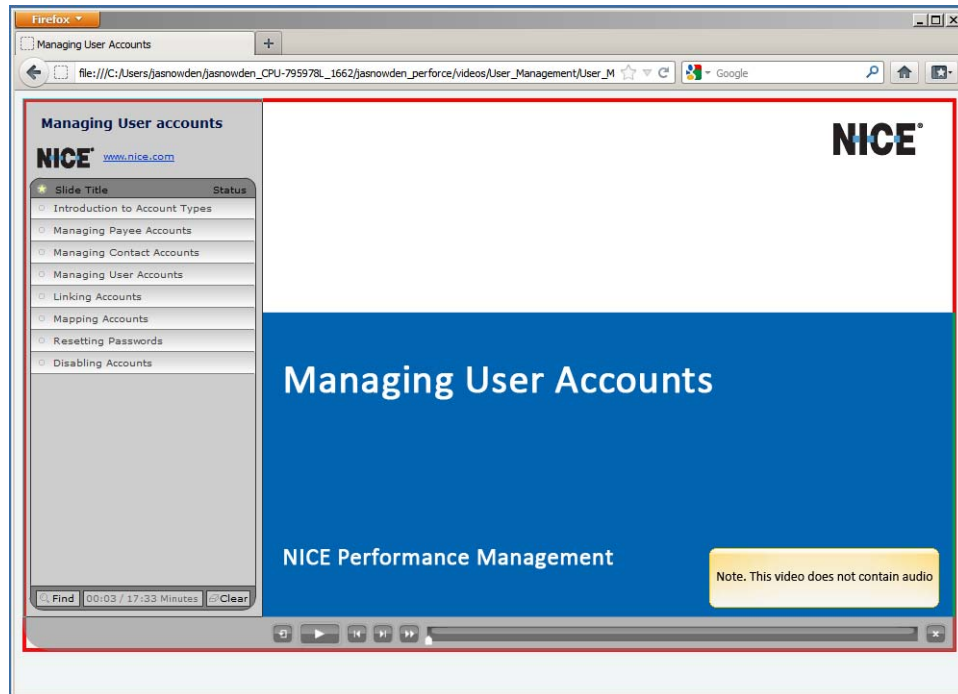 Firefox
Managing User Accounts
file:///C:/Users/jasnowden/jasnowden_CPU-795978L_1662/jasnowden_perforce/videos/User_Management/User_M
Google
Managing User accounts
NICE® www.nice.com
Slide Title Status
Introduction to Account Types
Managing Payee Accounts
Managing Contact Accounts
Managing User Accounts
Linking Accounts
Mapping Accounts
Resetting Passwords
Disabling Accounts
Find 00:03 / 17:33 Minutes Clear
NICE®
Managing User Accounts
NICE Performance Management
Note. This video does not contain audio